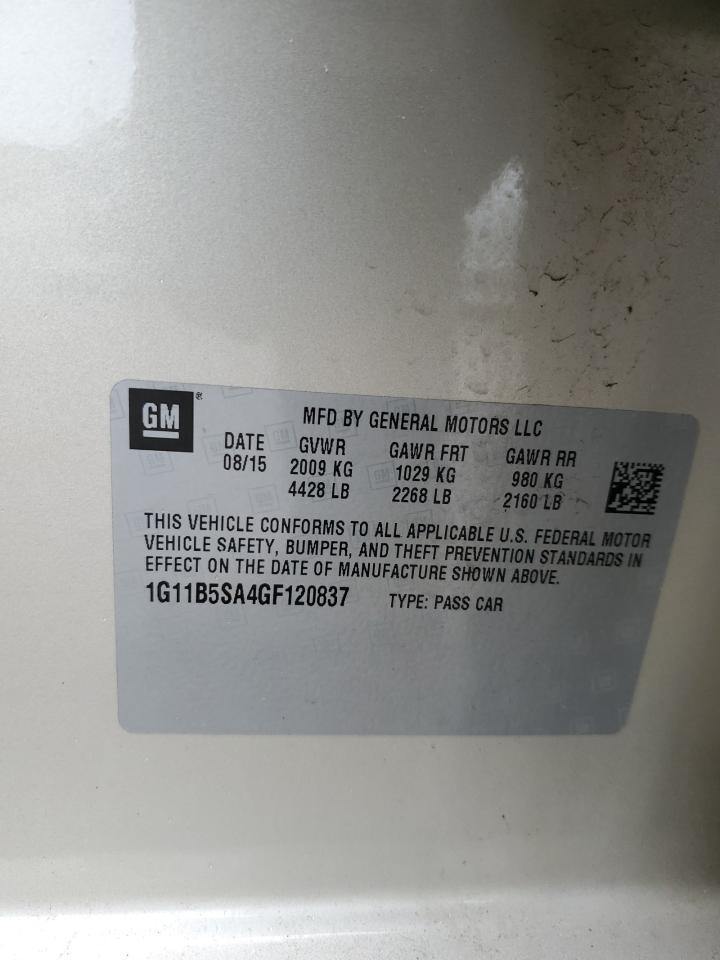 GM ®
MFD BY GENERAL MOTORS LLC
DATE GVWR GAWR FRT GAWR RR
08/15 2009 KG 1029 KG 980 KG
4428 LB 2268 LB 2160 LB
THIS VEHICLE CONFORMS TO ALL APPLICABLE U.S. FEDERAL MOTOR
VEHICLE SAFETY, BUMPER, AND THEFT PREVENTION STANDARDS IN
EFFECT ON THE DATE OF MANUFACTURE SHOWN ABOVE.
1G11B5SA4GF120837 TYPE: PASS CAR